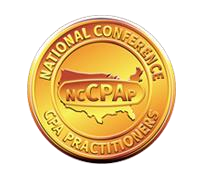 NATIONAL CONFERENCE
NCCPAP
CPA PRACTITIONERS